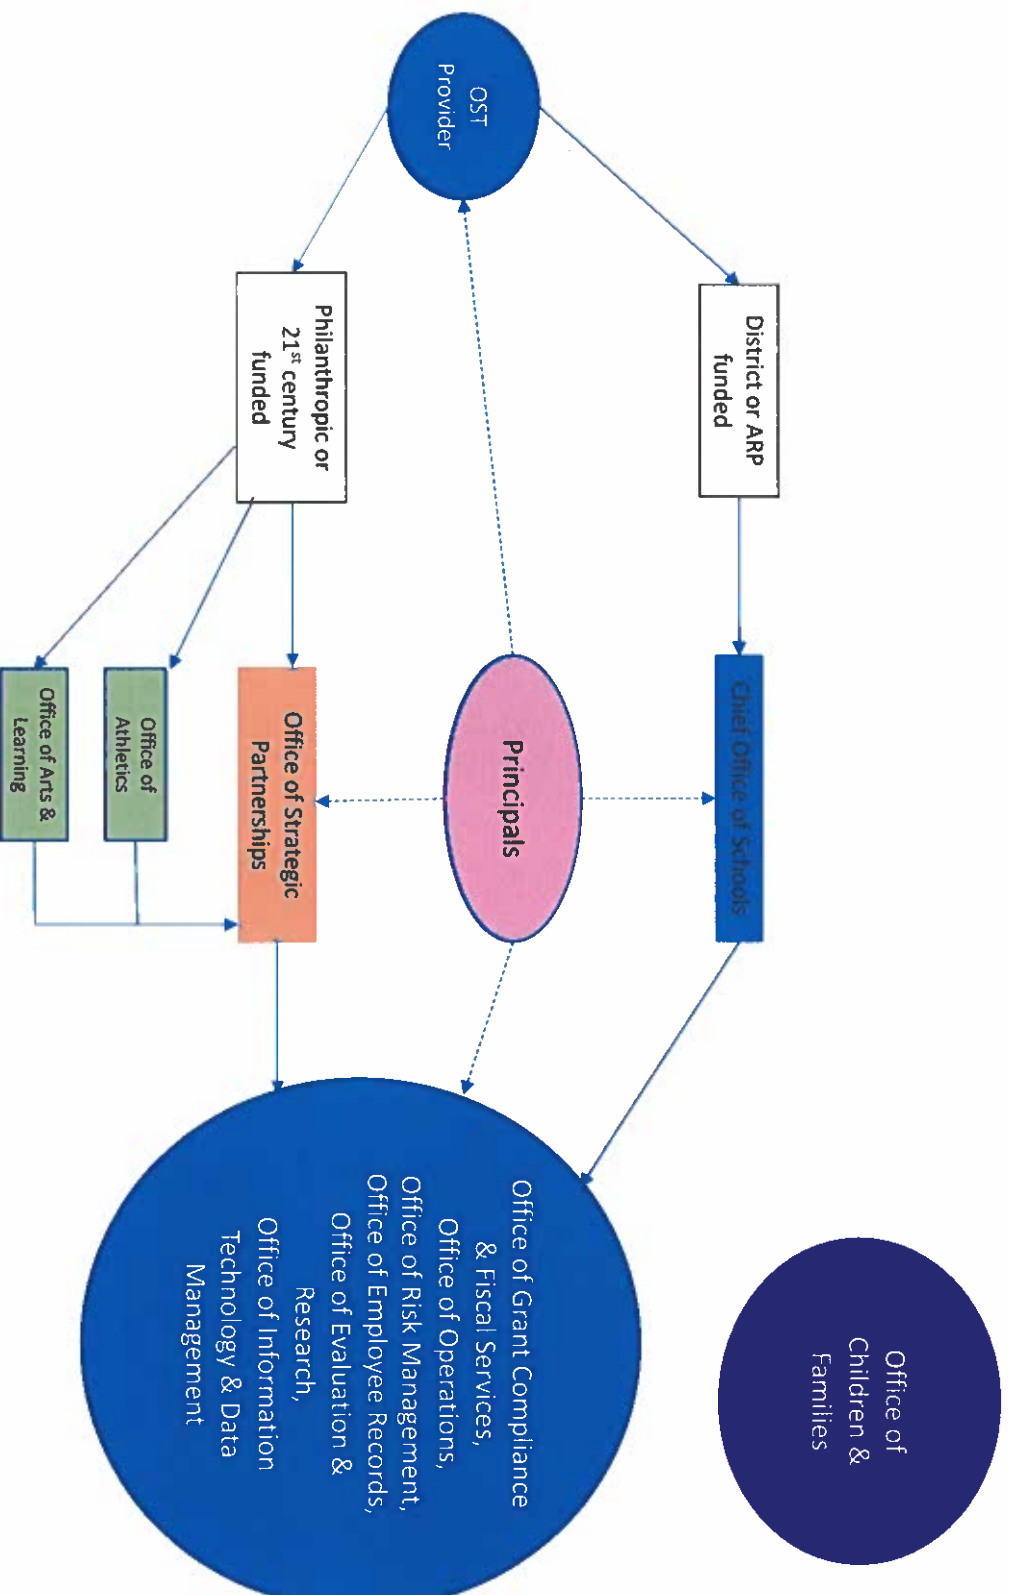 OST
Provider
District or ARP
funded
Philanthropic or
21st century
funded
Chief Office of Schools
Principals
Office of Strategic
Partnerships
Office of
Athletics
Office of Arts &
Learning
Office of
Children &
Families
Office of Grant Compliance
& Fiscal Services,
Office of Operations,
Office of Risk Management,
Office of Employee Records,
Office of Evaluation &
Research,
Office of Information
Technology & Data
Management